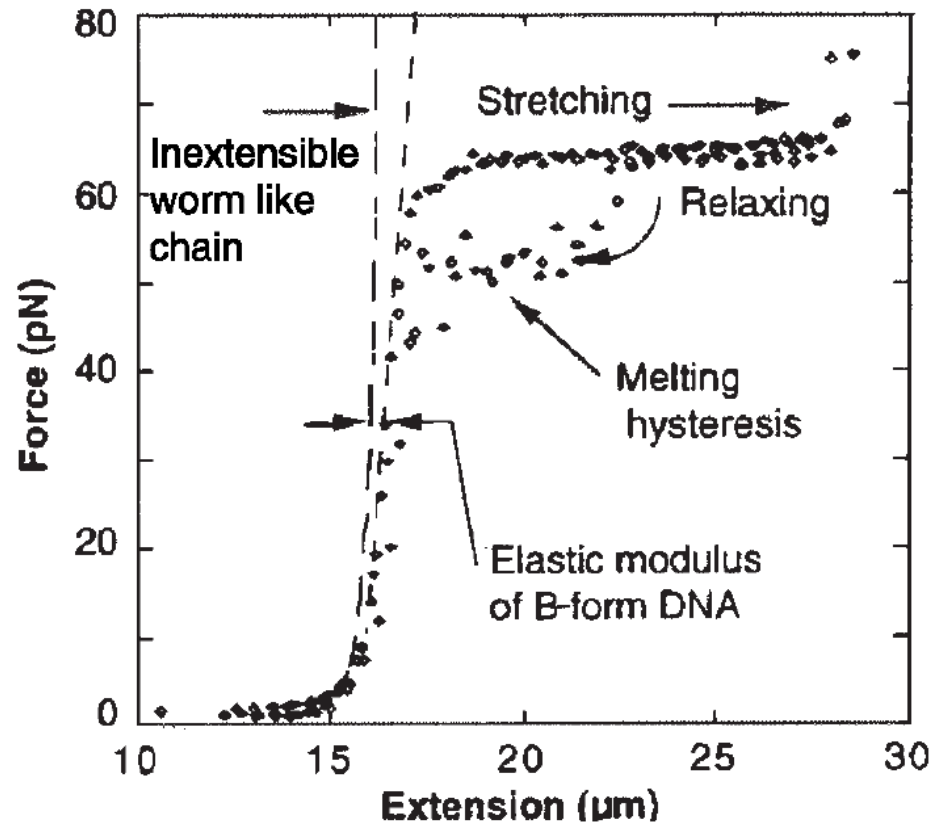 80
Stretching
Inextensible
worm like
chain
60
Relaxing
Force (pN)
40
Melting
hysteresis
20
Elastic modulus
of B-form DNA
0
10 15 20 25 30
Extension (μm)